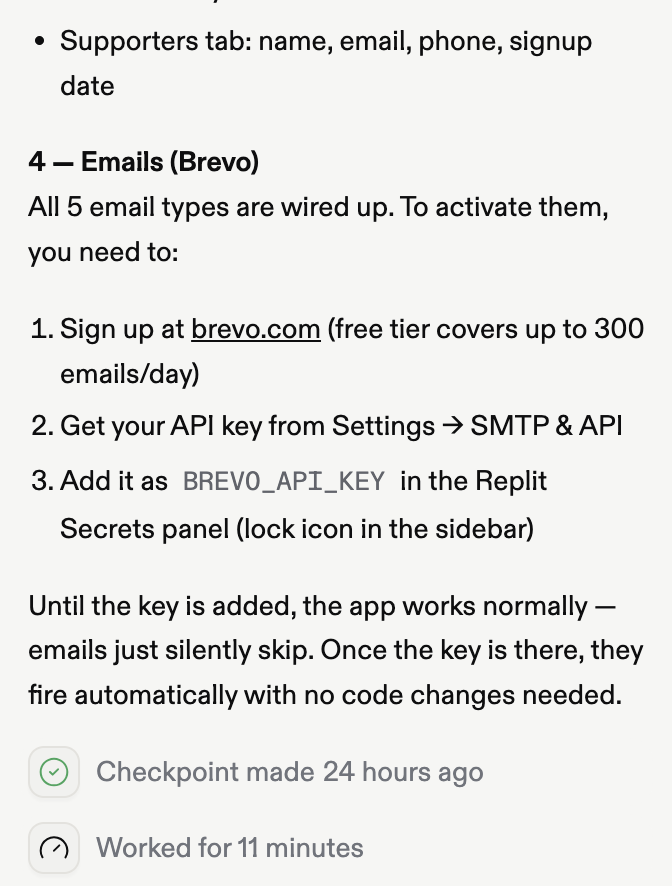 • Supporters tab: name, email, phone, signup
date
4 — Emails (Brevo)
All 5 email types are wired up. To activate them,
you need to:
1. Sign up at brevo.com (free tier covers up to 300
emails/day)
2. Get your API key from Settings → SMTP & API
3. Add it as BREVO_API_KEY in the Replit
Secrets panel (lock icon in the sidebar)
Until the key is added, the app works normally —
emails just silently skip. Once the key is there, they
fire automatically with no code changes needed.
Checkpoint made 24 hours ago
Worked for 11 minutes